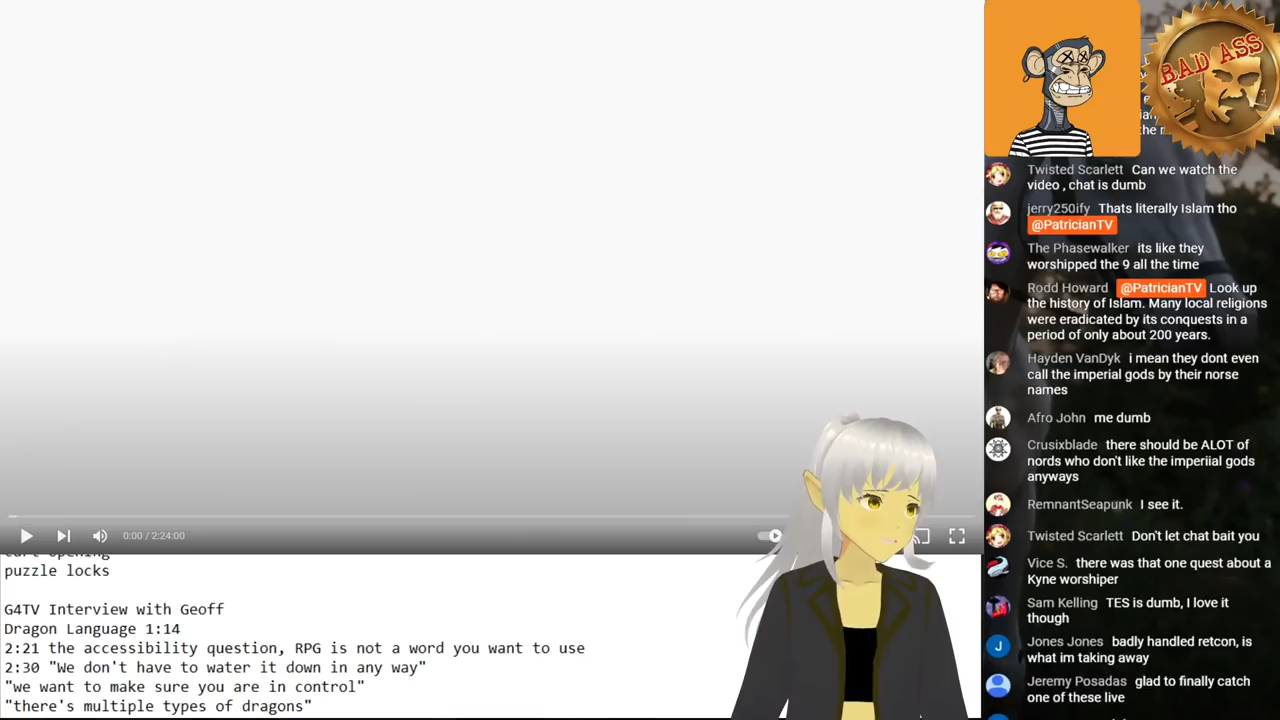 BAD ASS
the m
Twisted Scarlett Can we watch the
video , chat is dumb
jerry250ify Thats literally Islam tho
@PatricianTV
The Phasewalker its like they
worshipped the 9 all the time
Rodd Howard @PatricianTV Look up
the history of Islam. Many local religions
were eradicated by its conquests in a
period of only about 200 years.
Hayden VanDyk i mean they dont even
call the imperial gods by their norse
names
Afro John me dumb
Crusixblade there should be ALOT of
nords who don't like the imperiial gods
anyways
RemnantSeapunk I see it.
Twisted Scarlett Don't let chat bait you
Vice S. there was that one quest about a
Kyne worshiper
Sam Kelling TES is dumb, I love it
though
J Jones Jones badly handled retcon, is
what im taking away
Jeremy Posadas glad to finally catch
one of these live
0:00 / 2:24:00
puzzle locks
G4TV Interview with Geoff
Dragon Language 1:14
2:21 the accessibility question, RPG is not a word you want to use
2:30 "We don't have to water it down in any way"
"we want to make sure you are in control"
"there's multiple types of dragons"